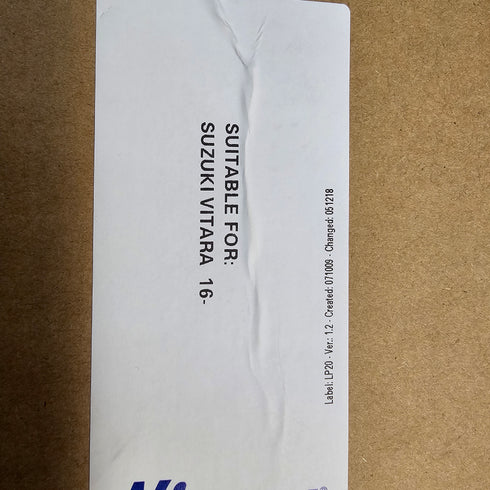 SUITABLE FOR:
SUZUKI VITARA 16-
Label: LP20 - Ver.: 1.2 - Created: 071009 - Changed: 051218